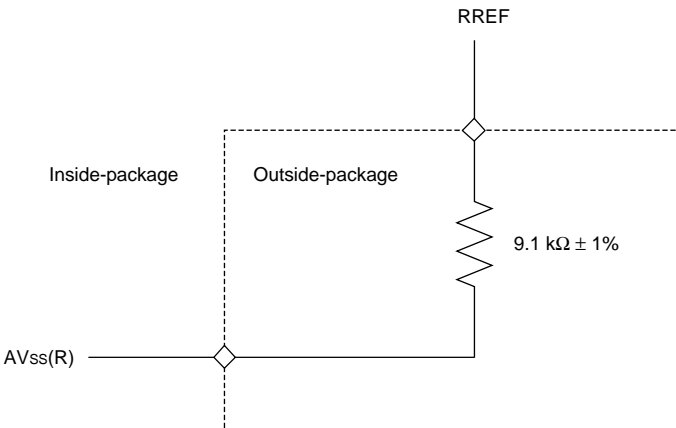 RREF
Inside-package
Outside-package
9.1 kΩ ± 1%
AVss(R)